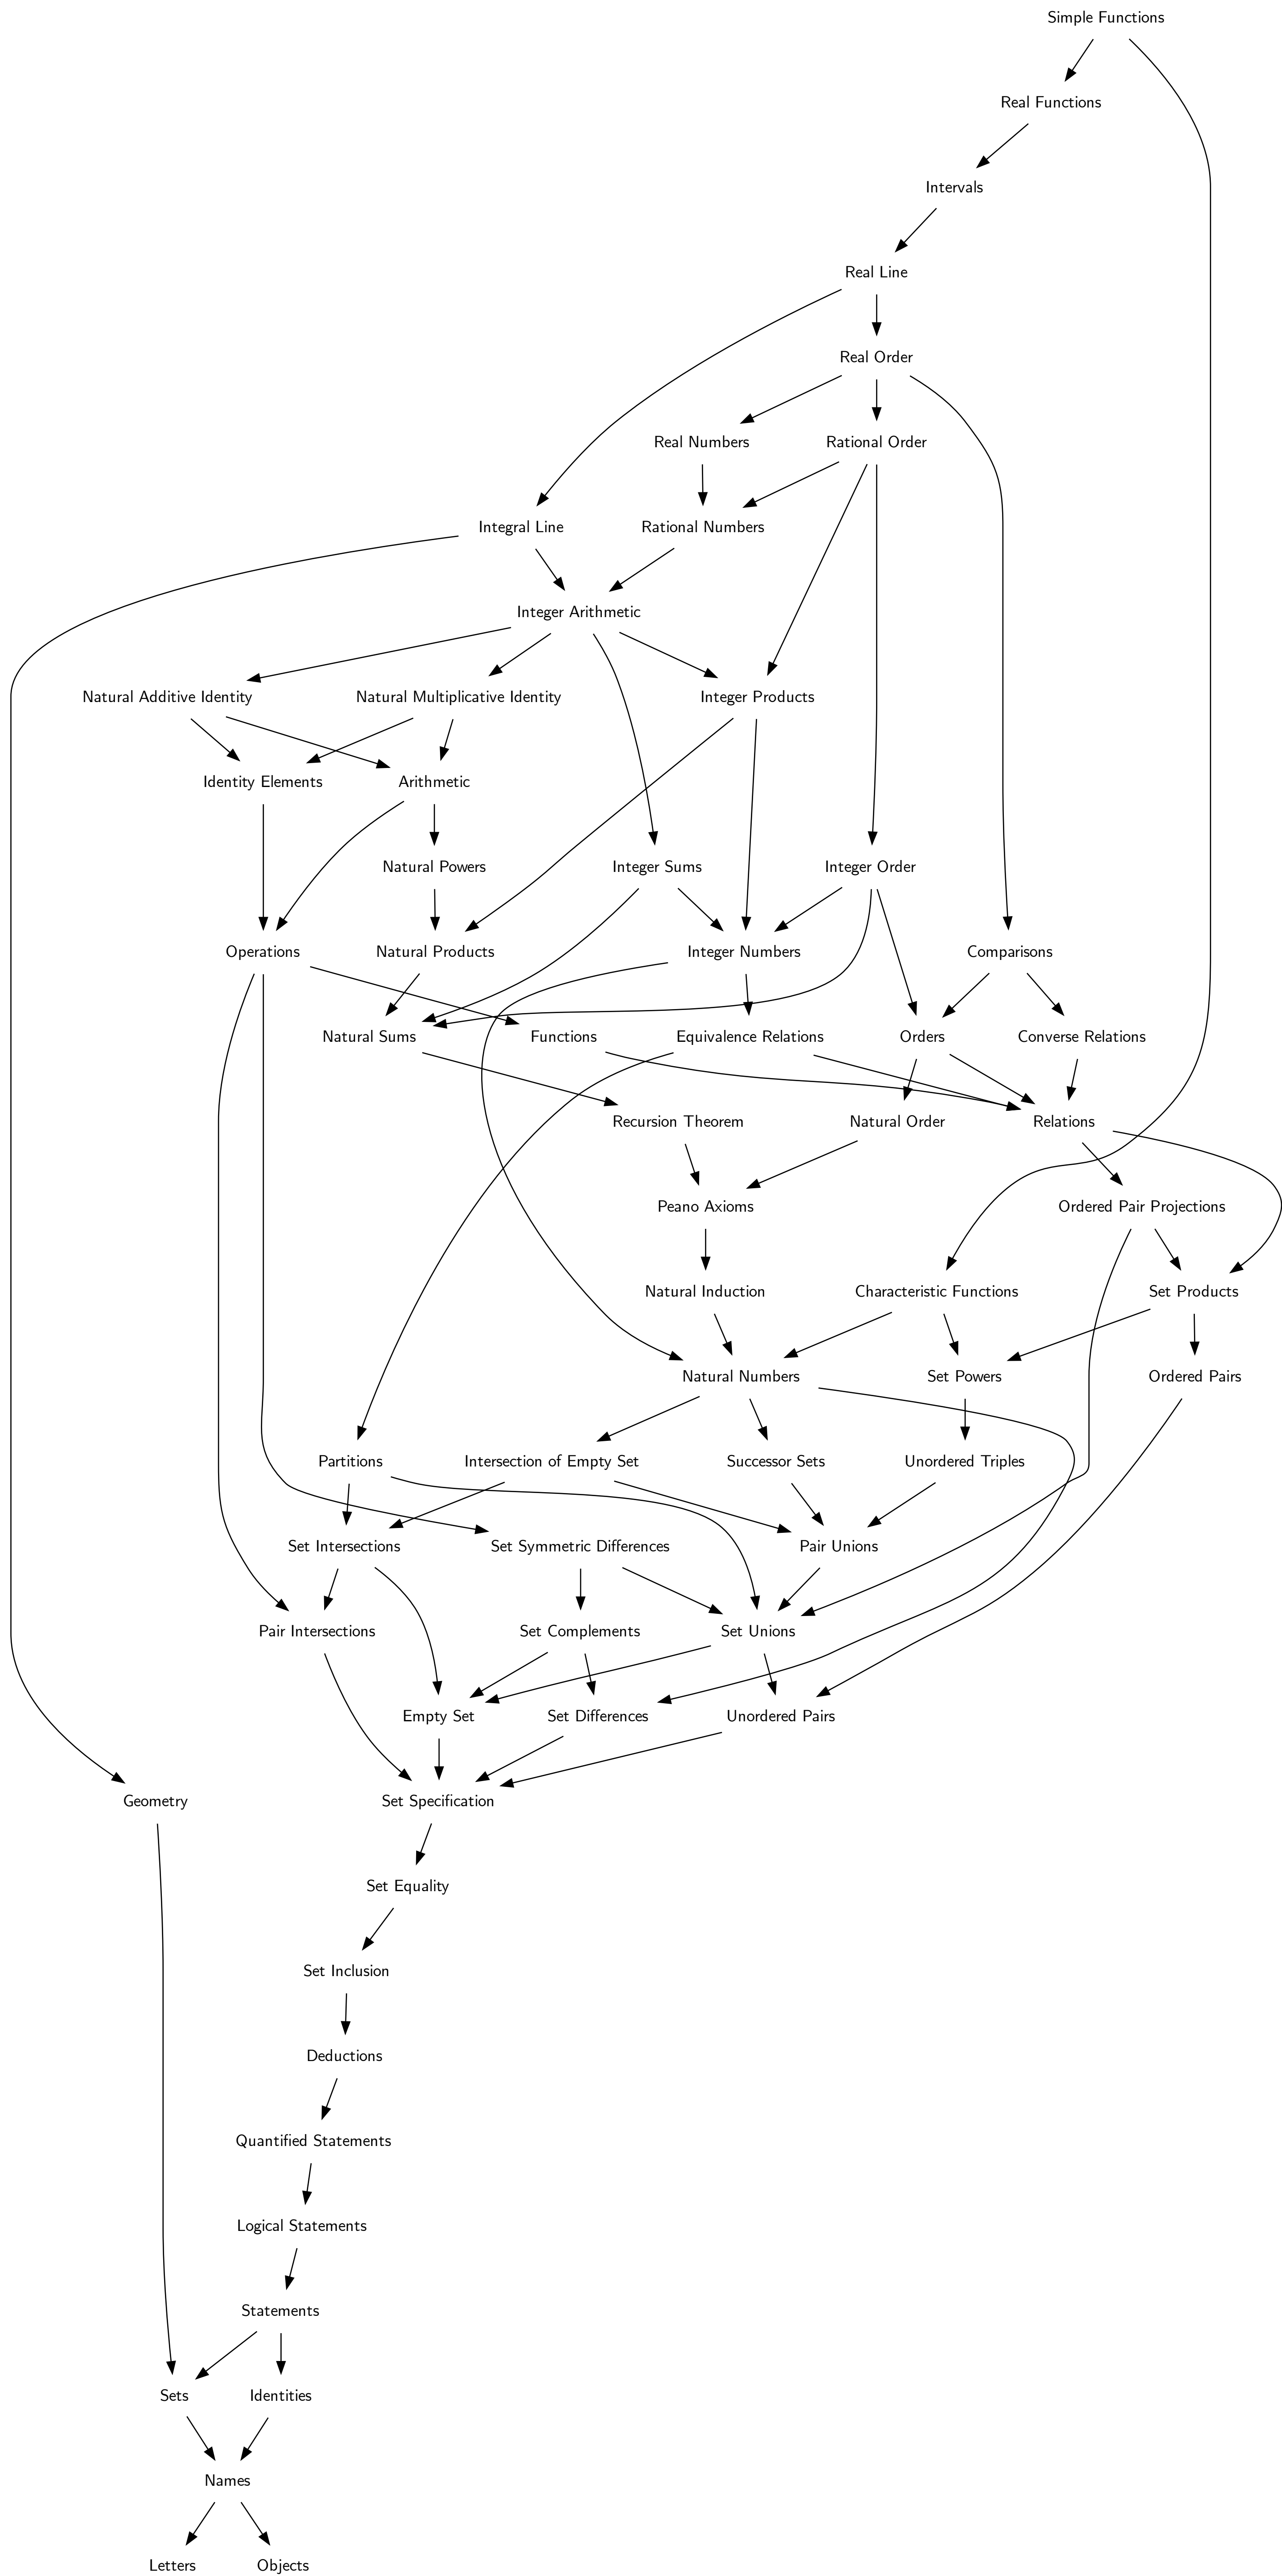 Simple Functions
Real Functions
Intervals
Real Line
Real Order
Real Numbers
Rational Order
Integral Line
Rational Numbers
Integer Arithmetic
Natural Additive Identity
Natural Multiplicative Identity
Integer Products
Identity Elements
Arithmetic
Natural Powers
Integer Sums
Integer Order
Operations
Natural Products
Integer Numbers
Comparisons
Natural Sums
Functions
Equivalence Relations
Orders
Converse Relations
Recursion Theorem
Natural Order
Relations
Peano Axioms
Ordered Pair Projections
Natural Induction
Characteristic Functions
Set Products
Natural Numbers
Set Powers
Ordered Pairs
Partitions
Intersection of Empty Set
Successor Sets
Unordered Triples
Set Intersections
Set Symmetric Differences
Pair Unions
Pair Intersections
Set Complements
Set Unions
Empty Set
Set Differences
Unordered Pairs
Geometry
Set Specification
Set Equality
Set Inclusion
Deductions
Quantified Statements
Logical Statements
Statements
Sets
Identities
Names
Letters
Objects